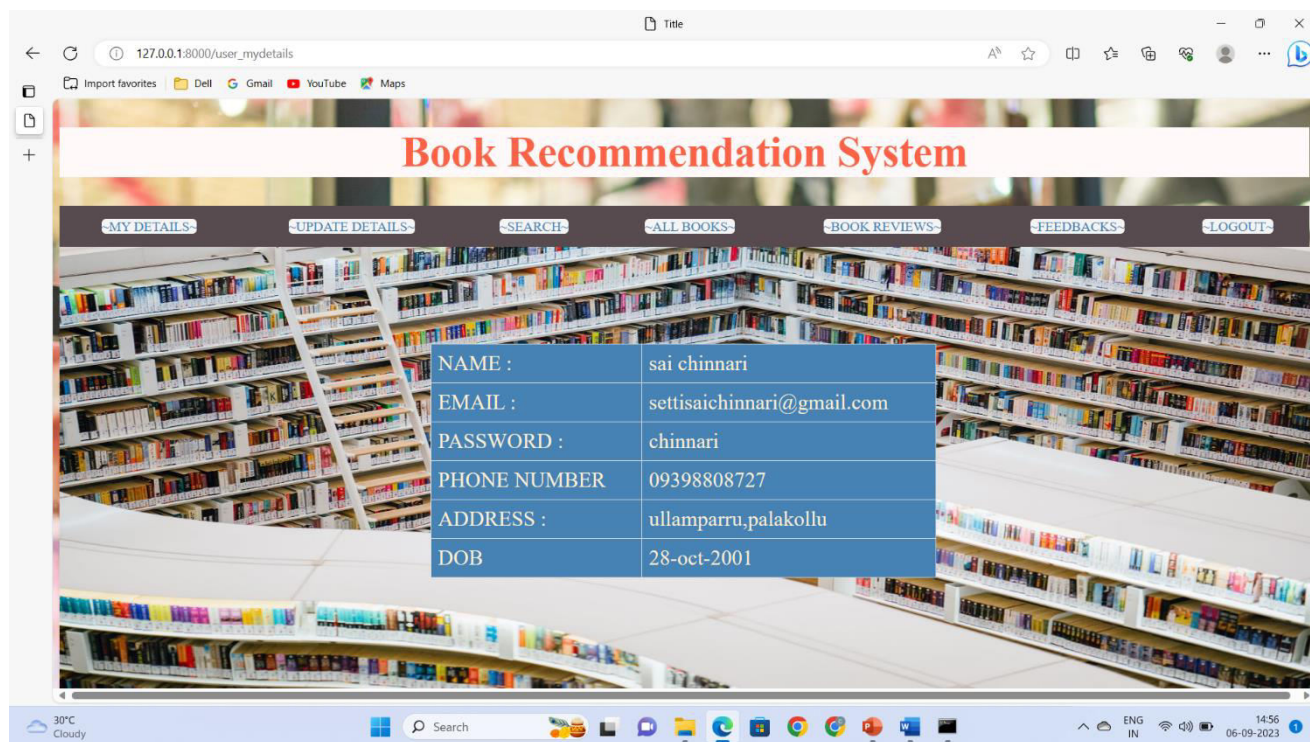 Title
127.0.0.1:8000/user_mydetails
Import favorites Dell Gmail YouTube Maps
Book Recommendation System
~MY DETAILS~ ~UPDATE DETAILS~ ~SEARCH~ ~ALL BOOKS~ ~BOOK REVIEWS~ ~FEEDBACKS~ ~LOGOUT~
NAME : sai chinnari
EMAIL : settisaichinnari@gmail.com
PASSWORD : chinnari
PHONE NUMBER 09398808727
ADDRESS : ullamparru,palakollu
DOB 28-oct-2001
30°C
Cloudy
Search
ENG
IN
14:56
06-09-2023
1